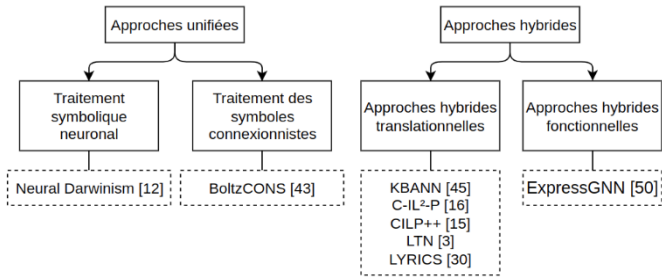 Approches unifiées
Approches hybrides
Traitement
symbolique
neuronal
Traitement des
symboles
connexionnistes
Approches hybrides
translationnelles
Approches hybrides
fonctionnelles
Neural Darwinism [12]
BoltzCONS [43]
KBANN [45]
C-IL²-P [16]
CILP++ [15]
LTN [3]
LYRICS [30]
ExpressGNN [50]